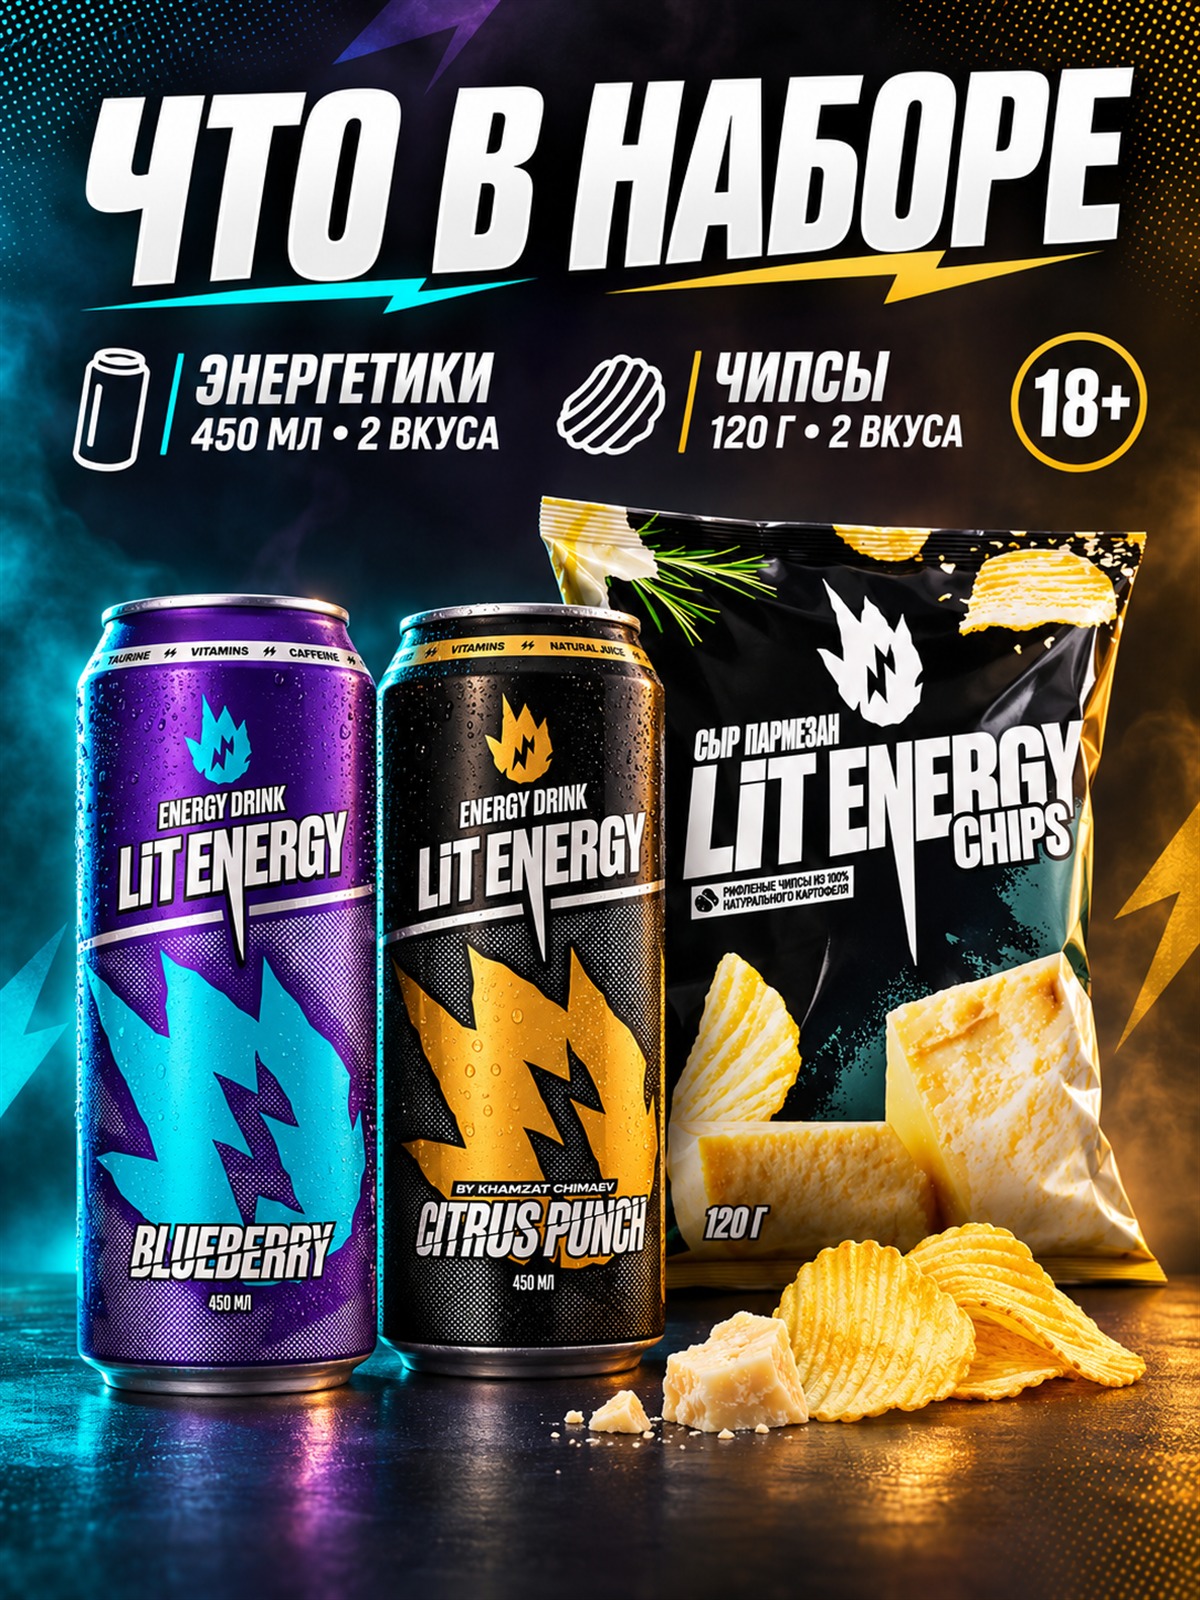 ЧТО В НАБОРЕ
ЭНЕРГЕТИКИ
450 МЛ • 2 ВКУСА
ЧИПСЫ
120 Г • 2 ВКУСА
18+
TAURINE VITAMINS CAFFEINE
ENERGY DRINK
LiT ENERGY
BLUEBERRY
450 МЛ
VITAMINS NATURAL JUICE
ENERGY DRINK
LiT ENERGY
BY KHAMZAT CHIMAEV
CITRUS PUNCH
450 МЛ
СЫР ПАРМЕЗАН
LiT ENERGY
CHIPS
РИФЛЕНЫЕ ЧИПСЫ ИЗ 100%
НАТУРАЛЬНОГО КАРТОФЕЛЯ
120 Г